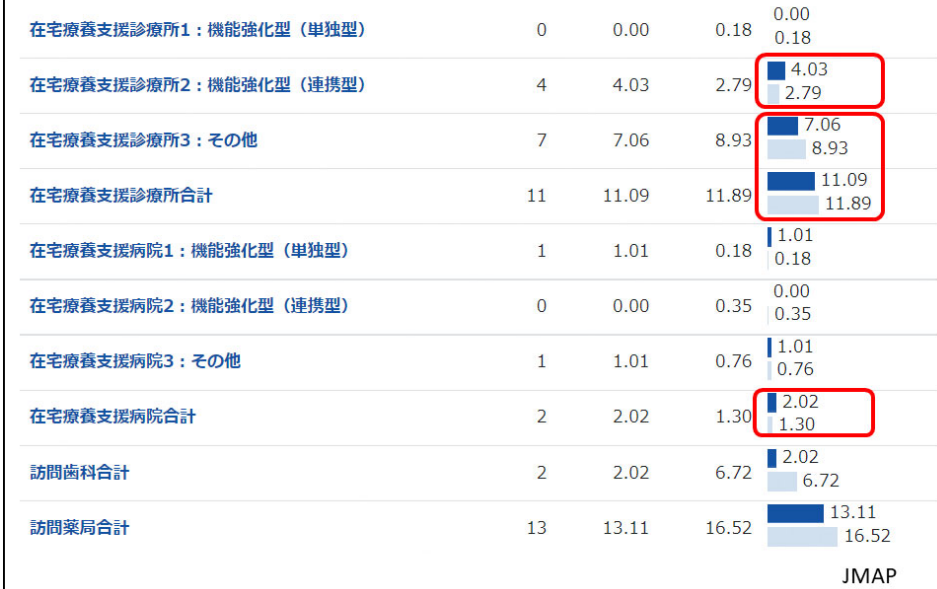 在宅療養支援診療所1：機能強化型（単独型） 0 0.00 0.18 0.00
0.18
在宅療養支援診療所2：機能強化型（連携型） 4 4.03 2.79 4.03
2.79
在宅療養支援診療所3：その他 7 7.06 8.93 7.06
8.93
在宅療養支援診療所合計 11 11.09 11.89 11.09
11.89
在宅療養支援病院1：機能強化型（単独型） 1 1.01 0.18 1.01
0.18
在宅療養支援病院2：機能強化型（連携型） 0 0.00 0.35 0.00
0.35
在宅療養支援病院3：その他 1 1.01 0.76 1.01
0.76
在宅療養支援病院合計 2 2.02 1.30 2.02
1.30
訪問歯科合計 2 2.02 6.72 2.02
6.72
訪問薬局合計 13 13.11 16.52 13.11
16.52
JMAP